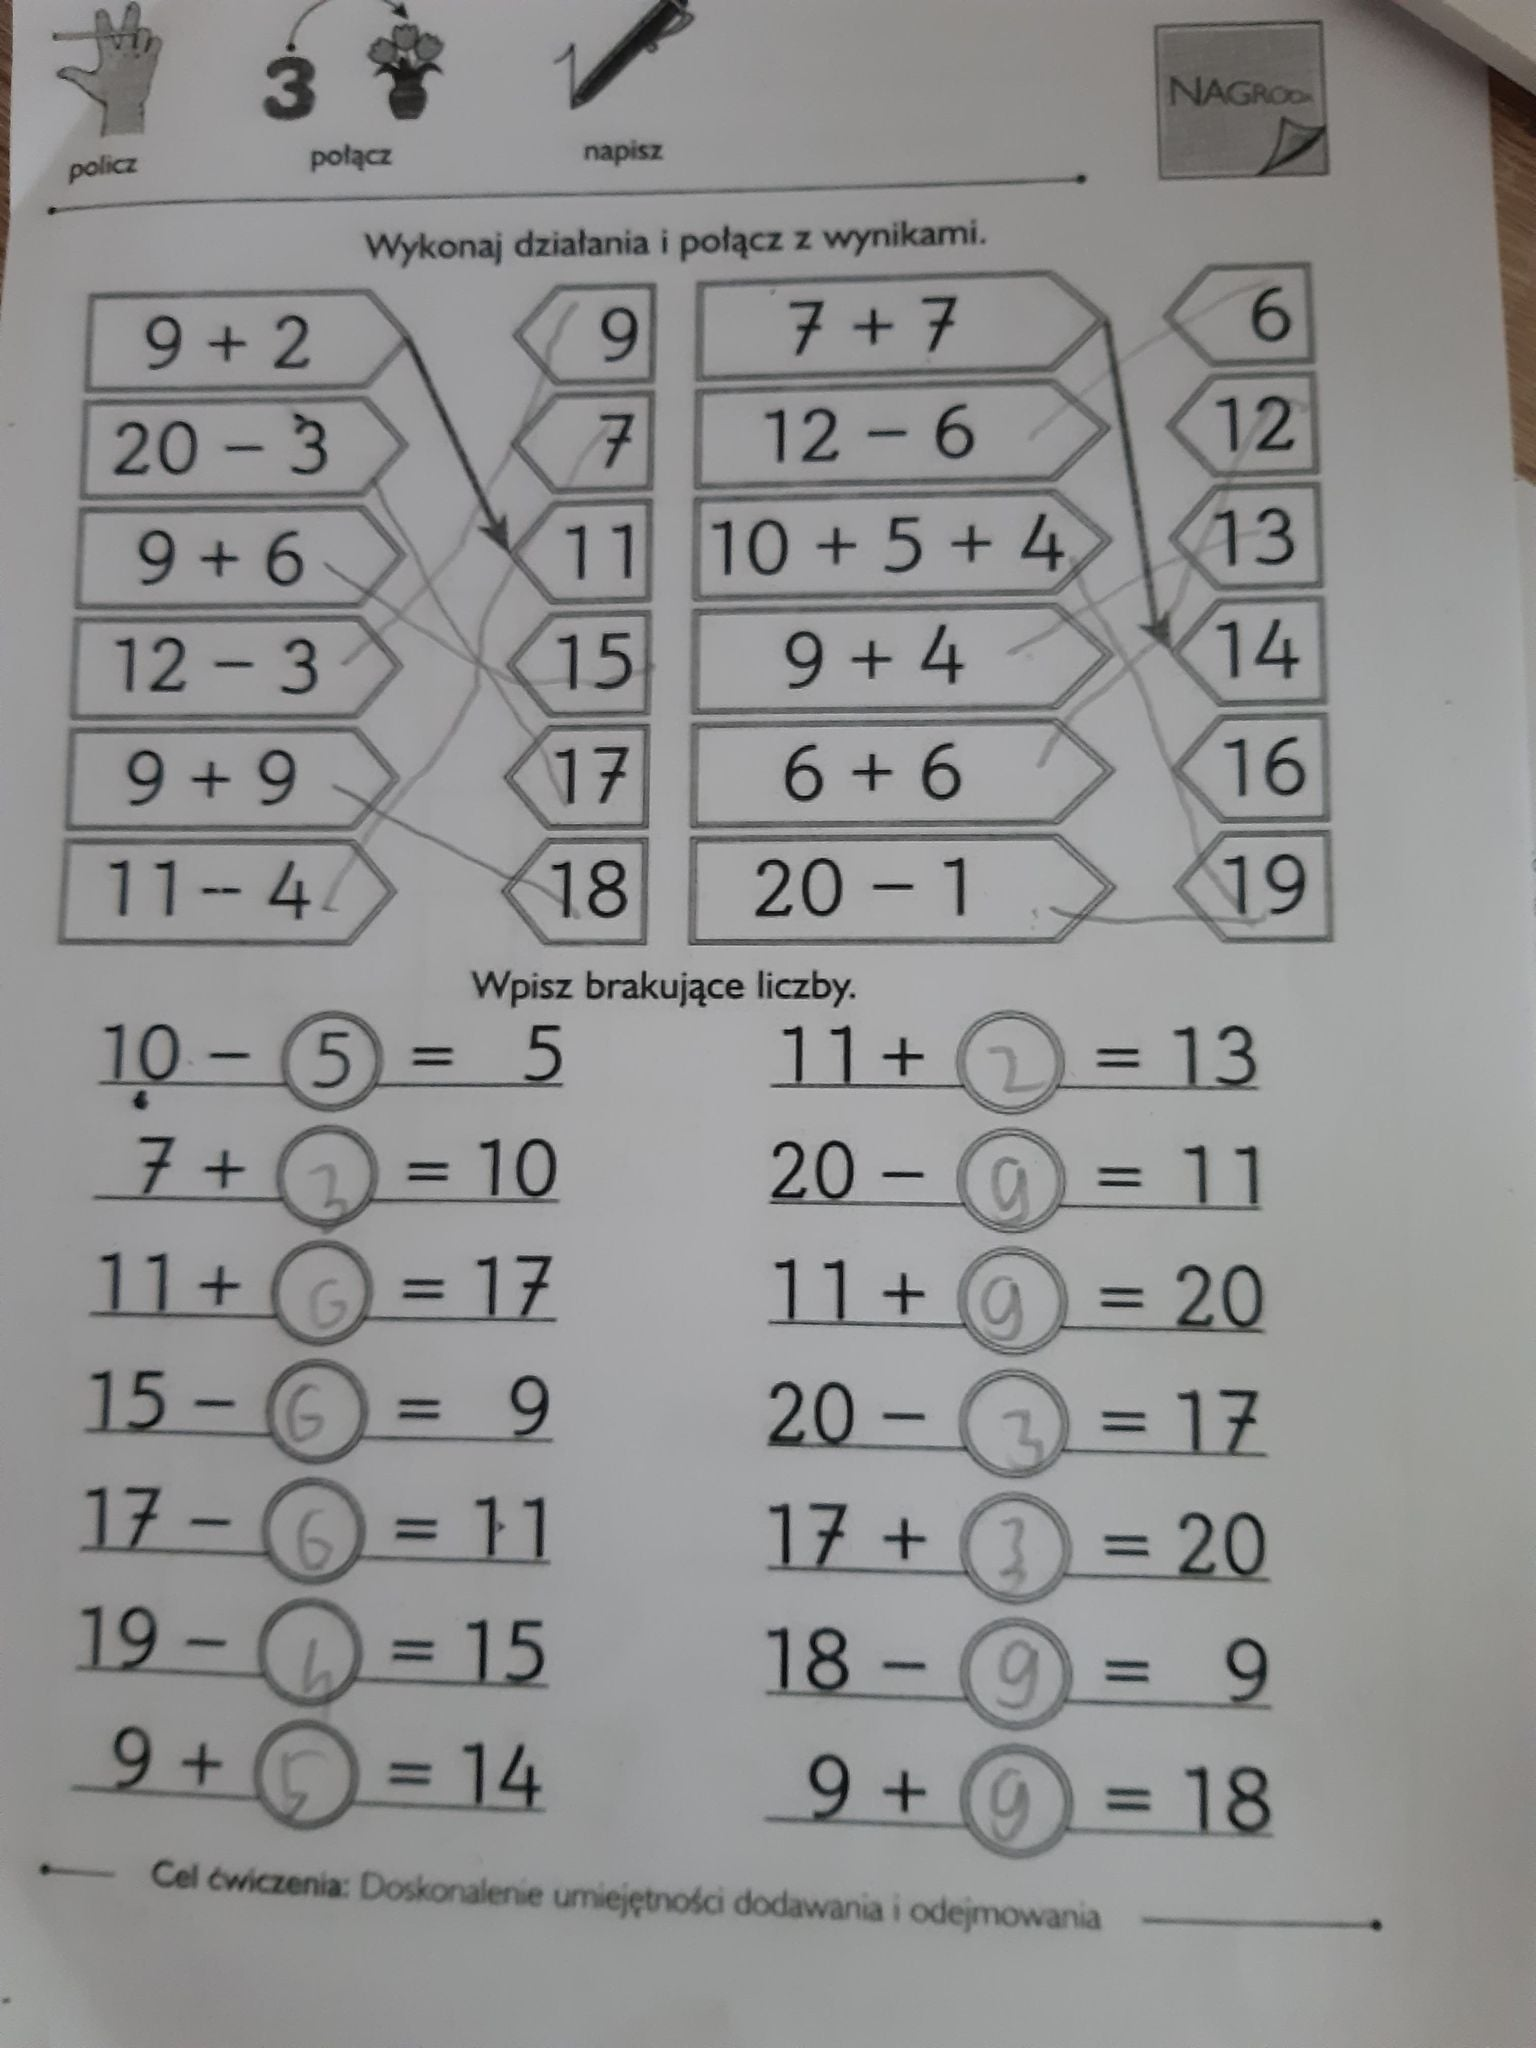 3
policz połącz napisz
NAGRODA
Wykonaj działania i połącz z wynikami.
9 + 2 9 7 + 7 6
20 - 3 7 12 - 6 12
9 + 6 11 10 + 5 + 4 13
12 - 3 15 9 + 4 14
9 + 9 17 6 + 6 16
11 - 4 18 20 - 1 19
Wpisz brakujące liczby.
10 - 5 = 5 11 + 2 = 13
7 + 3 = 10 20 - 9 = 11
11 + 6 = 17 11 + 9 = 20
15 - 6 = 9 20 - 3 = 17
17 - 6 = 11 17 + 3 = 20
19 - 4 = 15 18 - 9 = 9
9 + 5 = 14 9 + 9 = 18
Cel ćwiczenia: Doskonalenie umiejętności dodawania i odejmowania